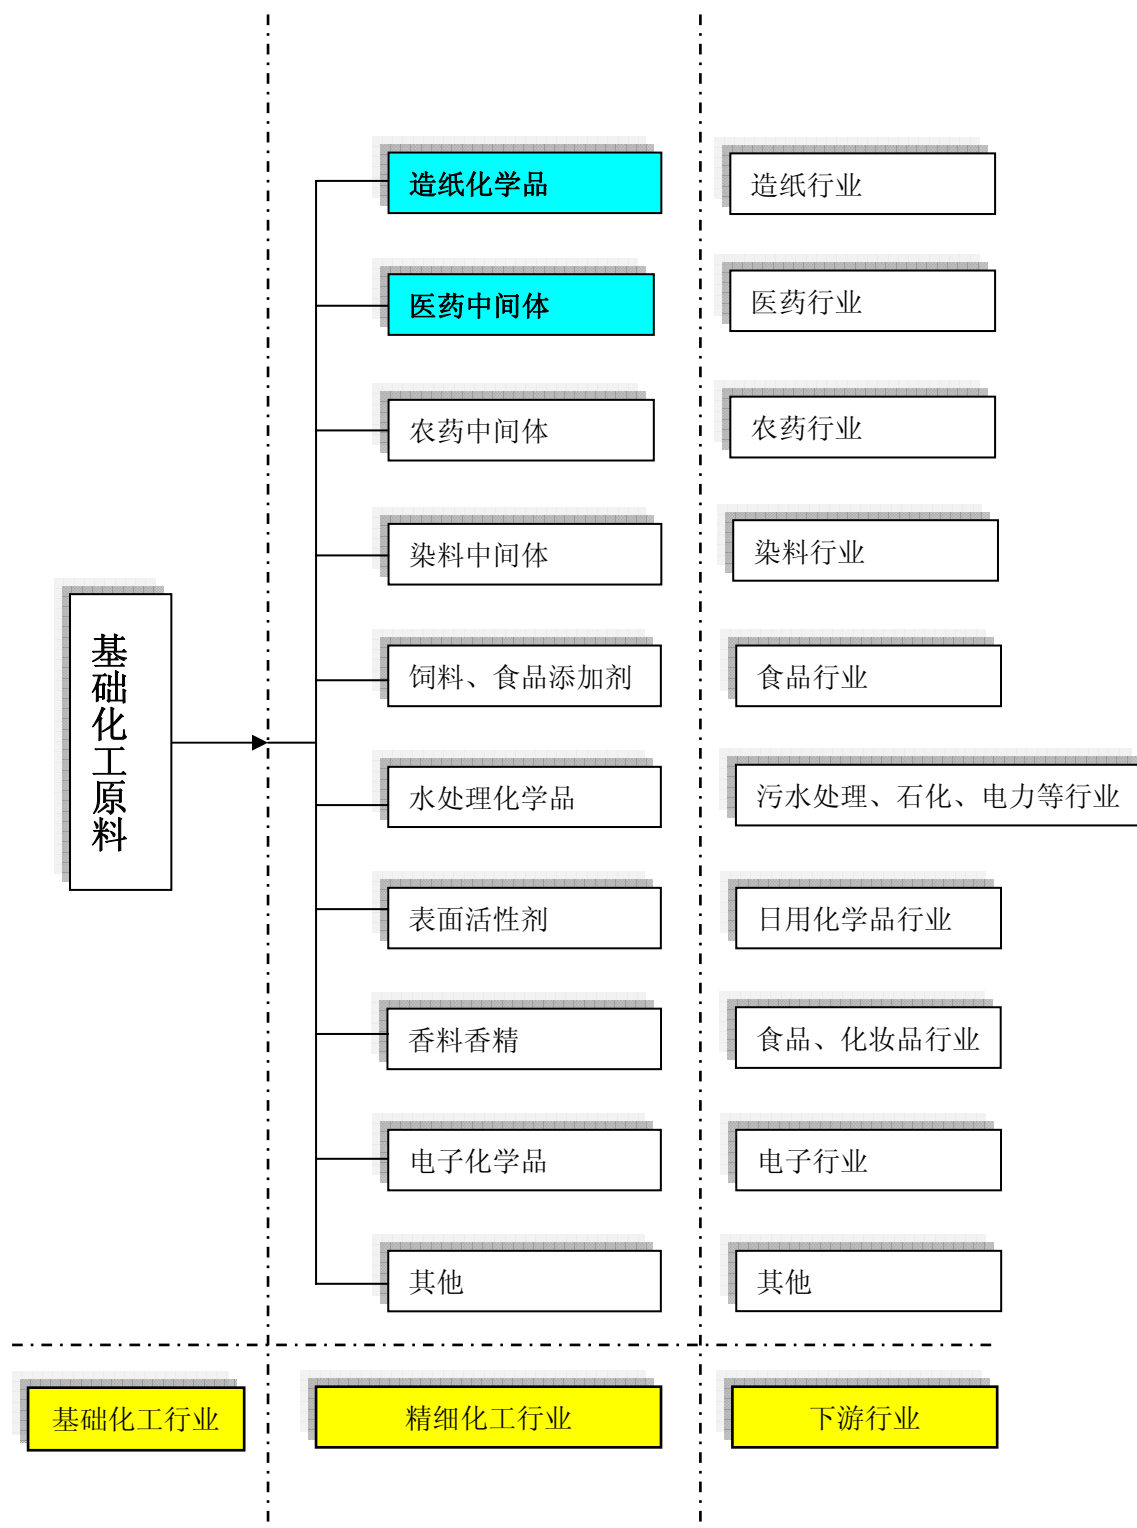 造纸化学品
造纸行业
医药中间体
医药行业
农药中间体
农药行业
染料中间体
染料行业
基础化工原料
饲料、食品添加剂
食品行业
水处理化学品
污水处理、石化、电力等行业
表面活性剂
日用化学品行业
香料香精
食品、化妆品行业
电子化学品
电子行业
其他
其他
基础化工行业
精细化工行业
下游行业